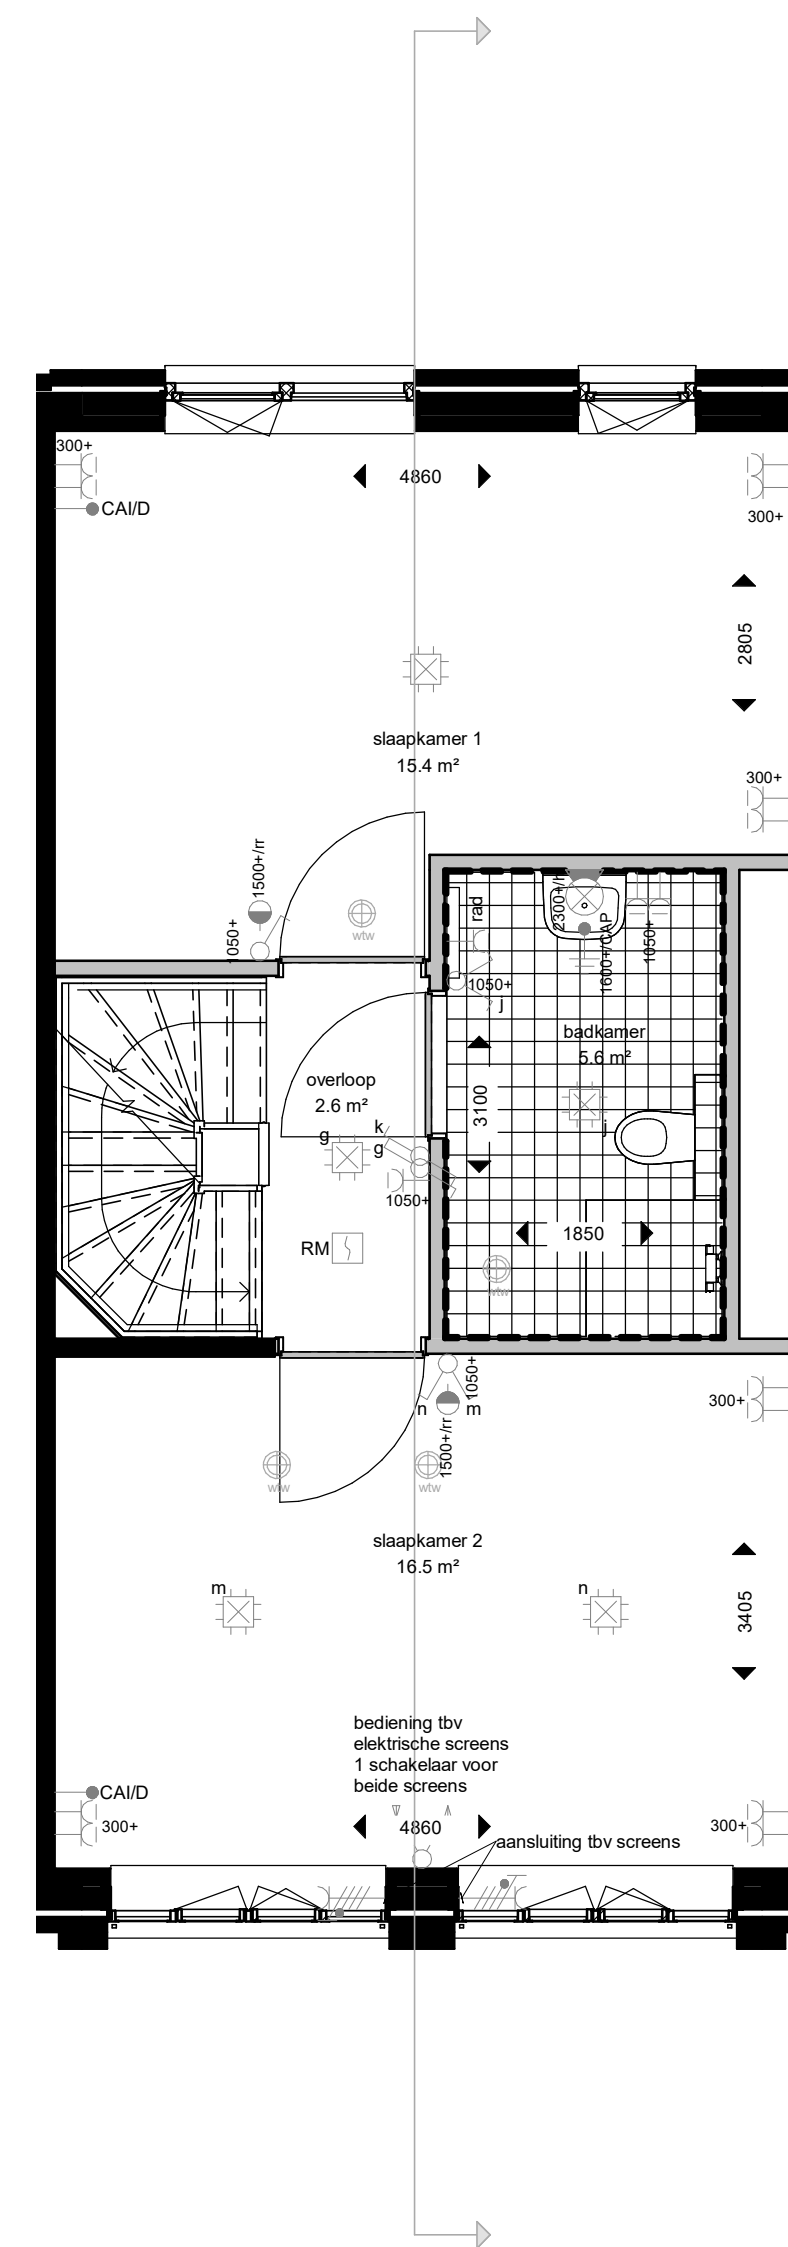 300+
CAI/D
4860
300+
2805
slaapkamer 1
15.4 m²
300+
1500+/rr
1050+
wtw
rad
2300+/
1600+/CAP
1050+
1050+
j
badkamer
5.6 m²
overloop
2.6 m²
3100
k
g
g
j
1050+
1850
RM
wtw
1050+
n
m
1500+/rr
300+
wtw
wtw
slaapkamer 2
16.5 m²
m
n
3405
bediening tbv
elektrische screens
1 schakelaar voor
beide screens
CAI/D
300+
4860
300+
aansluiting tbv screens